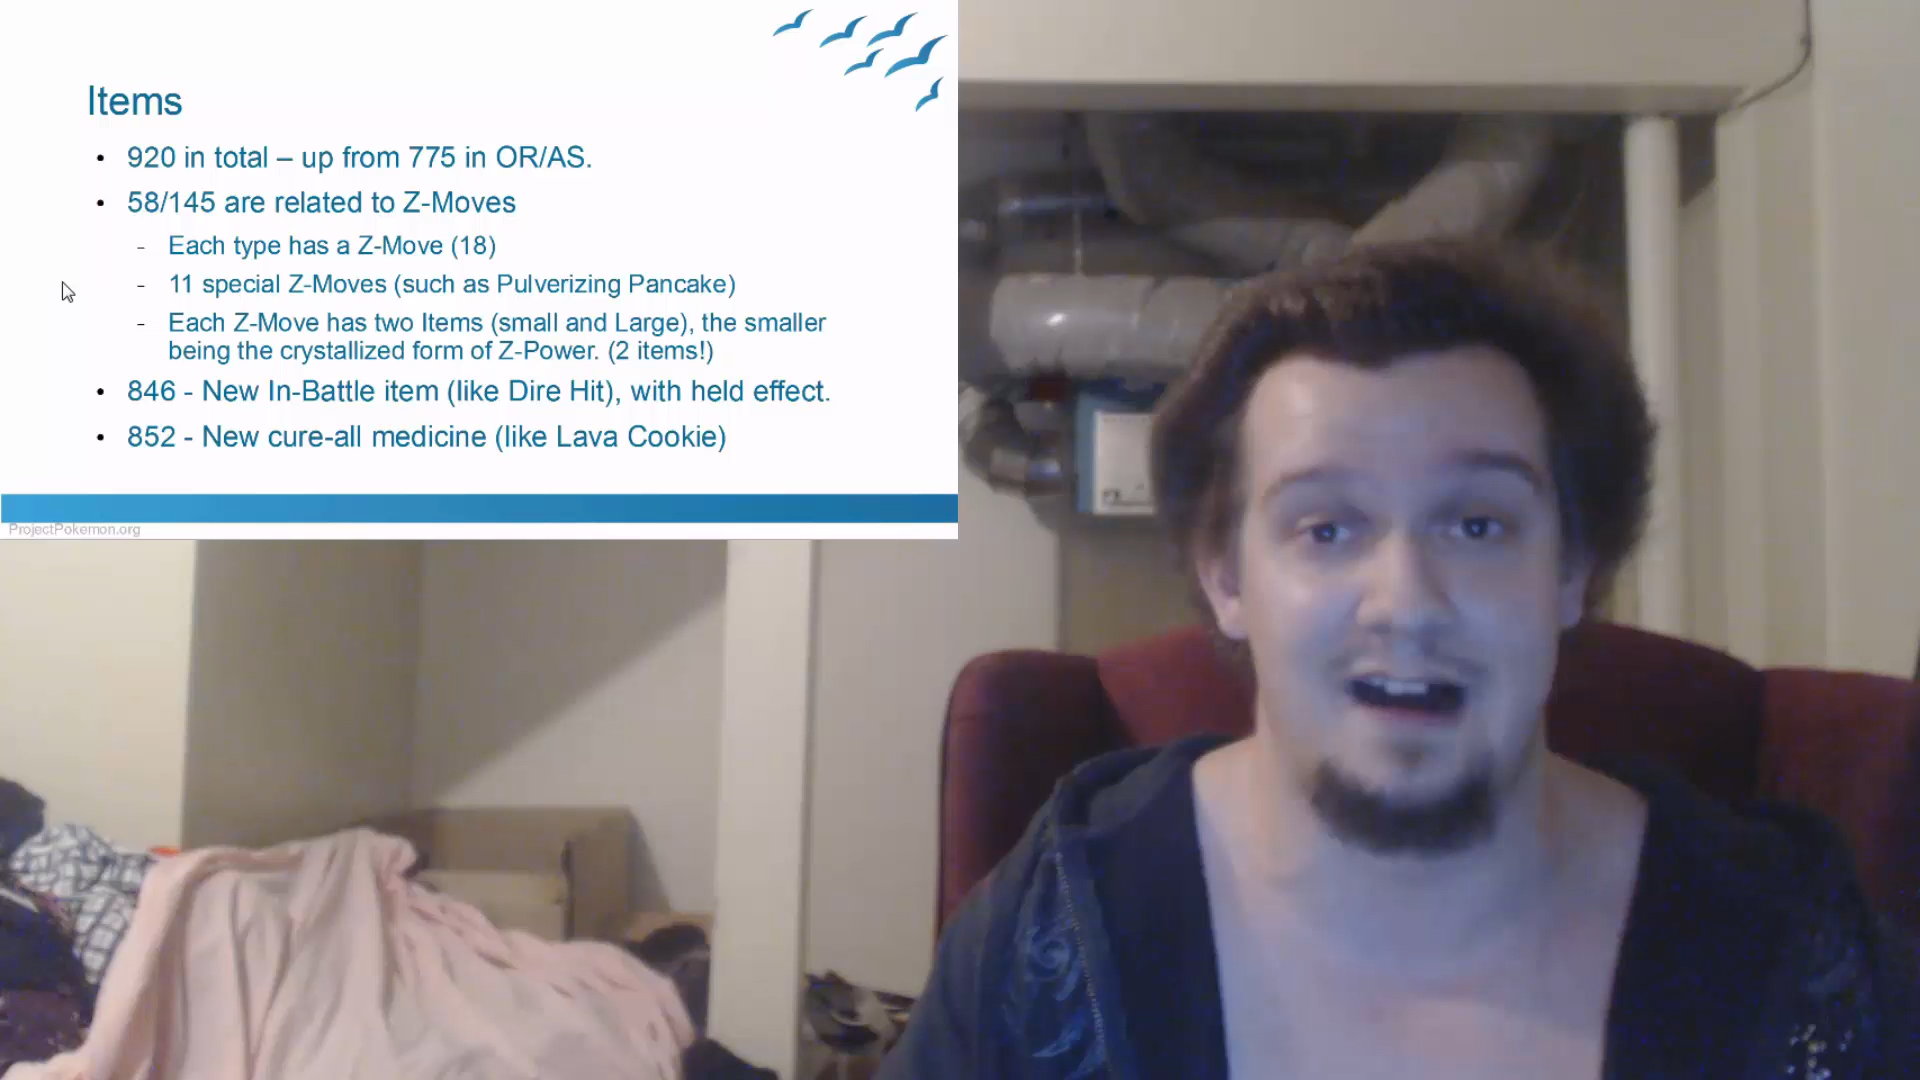 Items
• 920 in total – up from 775 in OR/AS.
• 58/145 are related to Z-Moves
- Each type has a Z-Move (18)
- 11 special Z-Moves (such as Pulverizing Pancake)
- Each Z-Move has two Items (small and Large), the smaller
being the crystallized form of Z-Power. (2 items!)
• 846 - New In-Battle item (like Dire Hit), with held effect.
• 852 - New cure-all medicine (like Lava Cookie)
ProjectPokemon.org